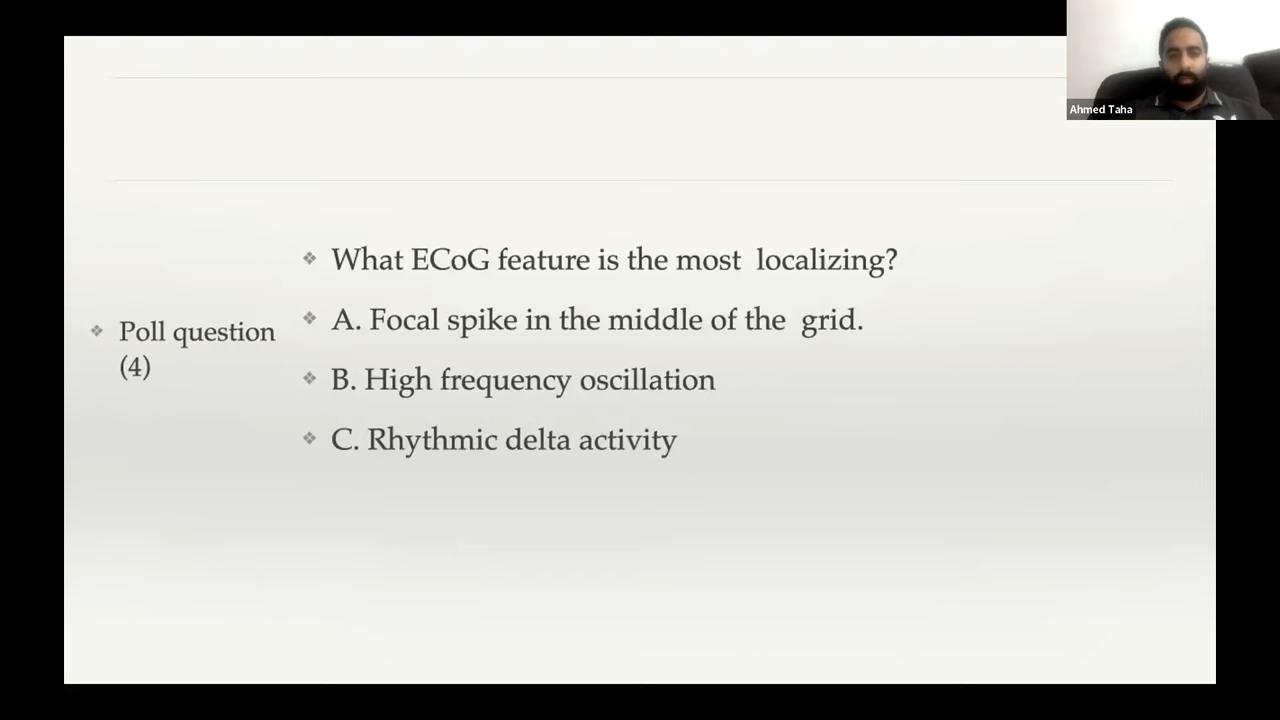 Ahmed Taha
Poll question
(4)
What ECoG feature is the most localizing?
A. Focal spike in the middle of the grid.
B. High frequency oscillation
C. Rhythmic delta activity